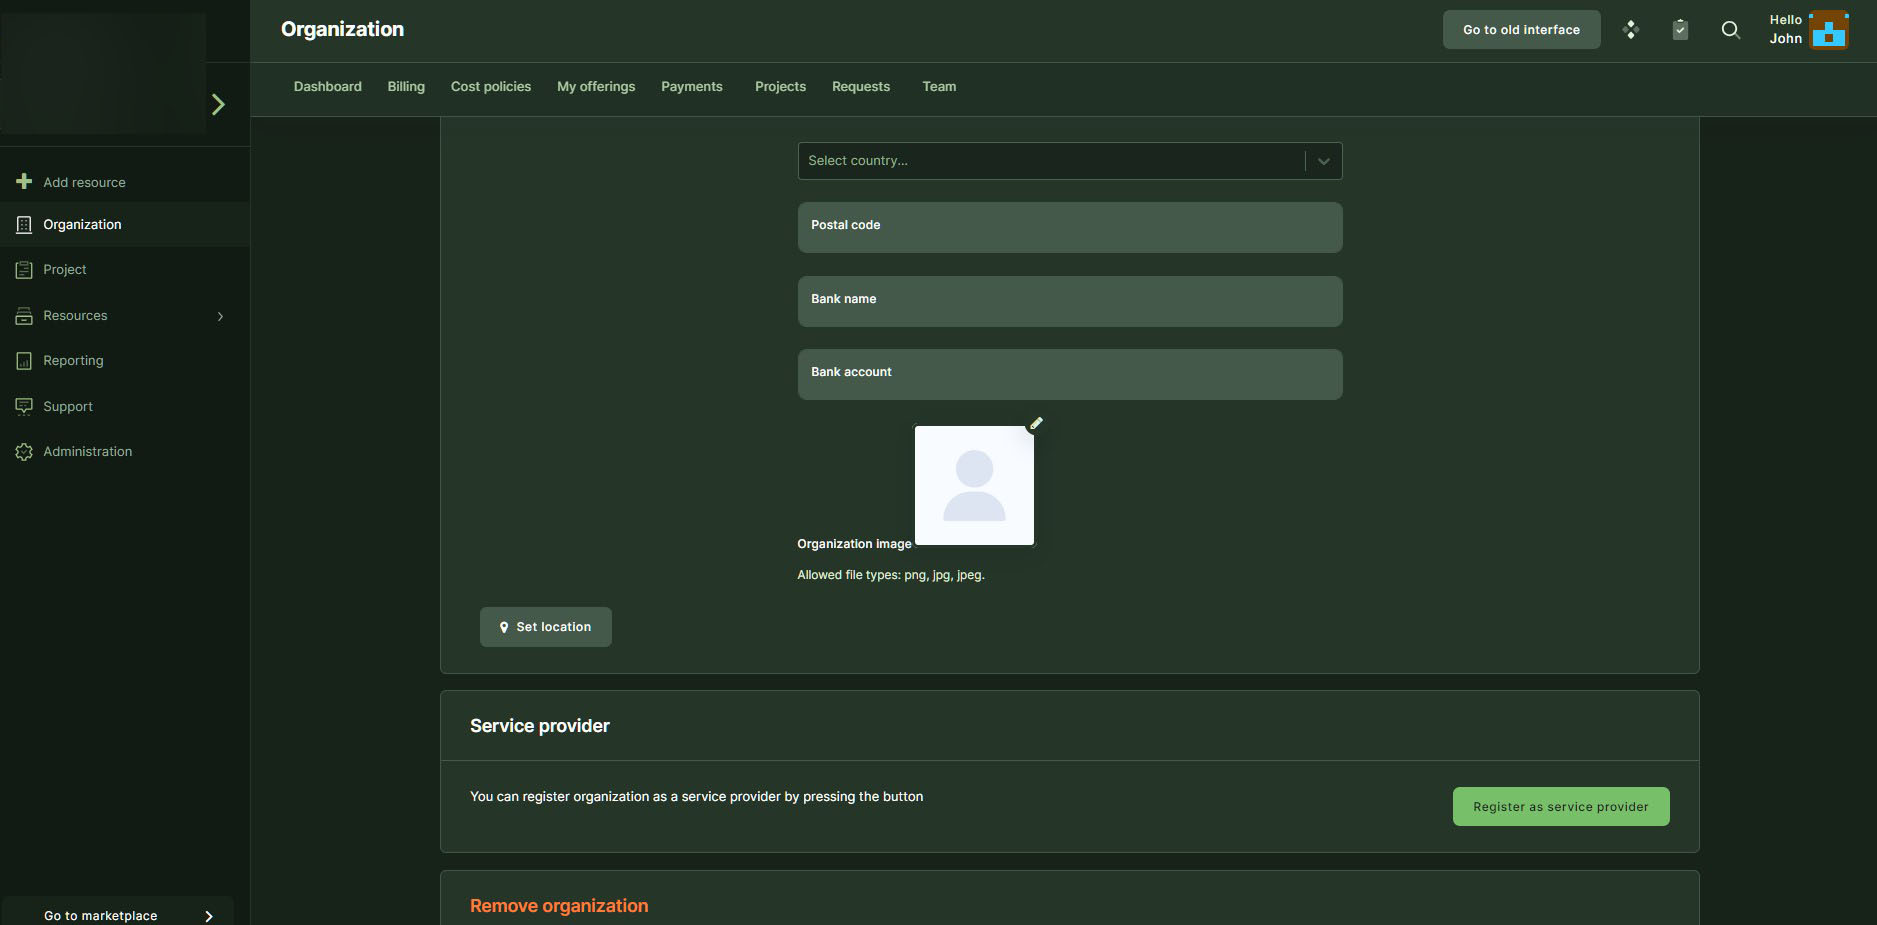 Organization
Go to old interface
Hello
John
Dashboard
Billing
Cost policies
My offerings
Payments
Projects
Requests
Team
Add resource
Organization
Project
Resources
Reporting
Support
Administration
Go to marketplace
Select country...
Postal code
Bank name
Bank account
Organization image
Allowed file types: png, jpg, jpeg.
Set location
Service provider
You can register organization as a service provider by pressing the button
Register as service provider
Remove organization